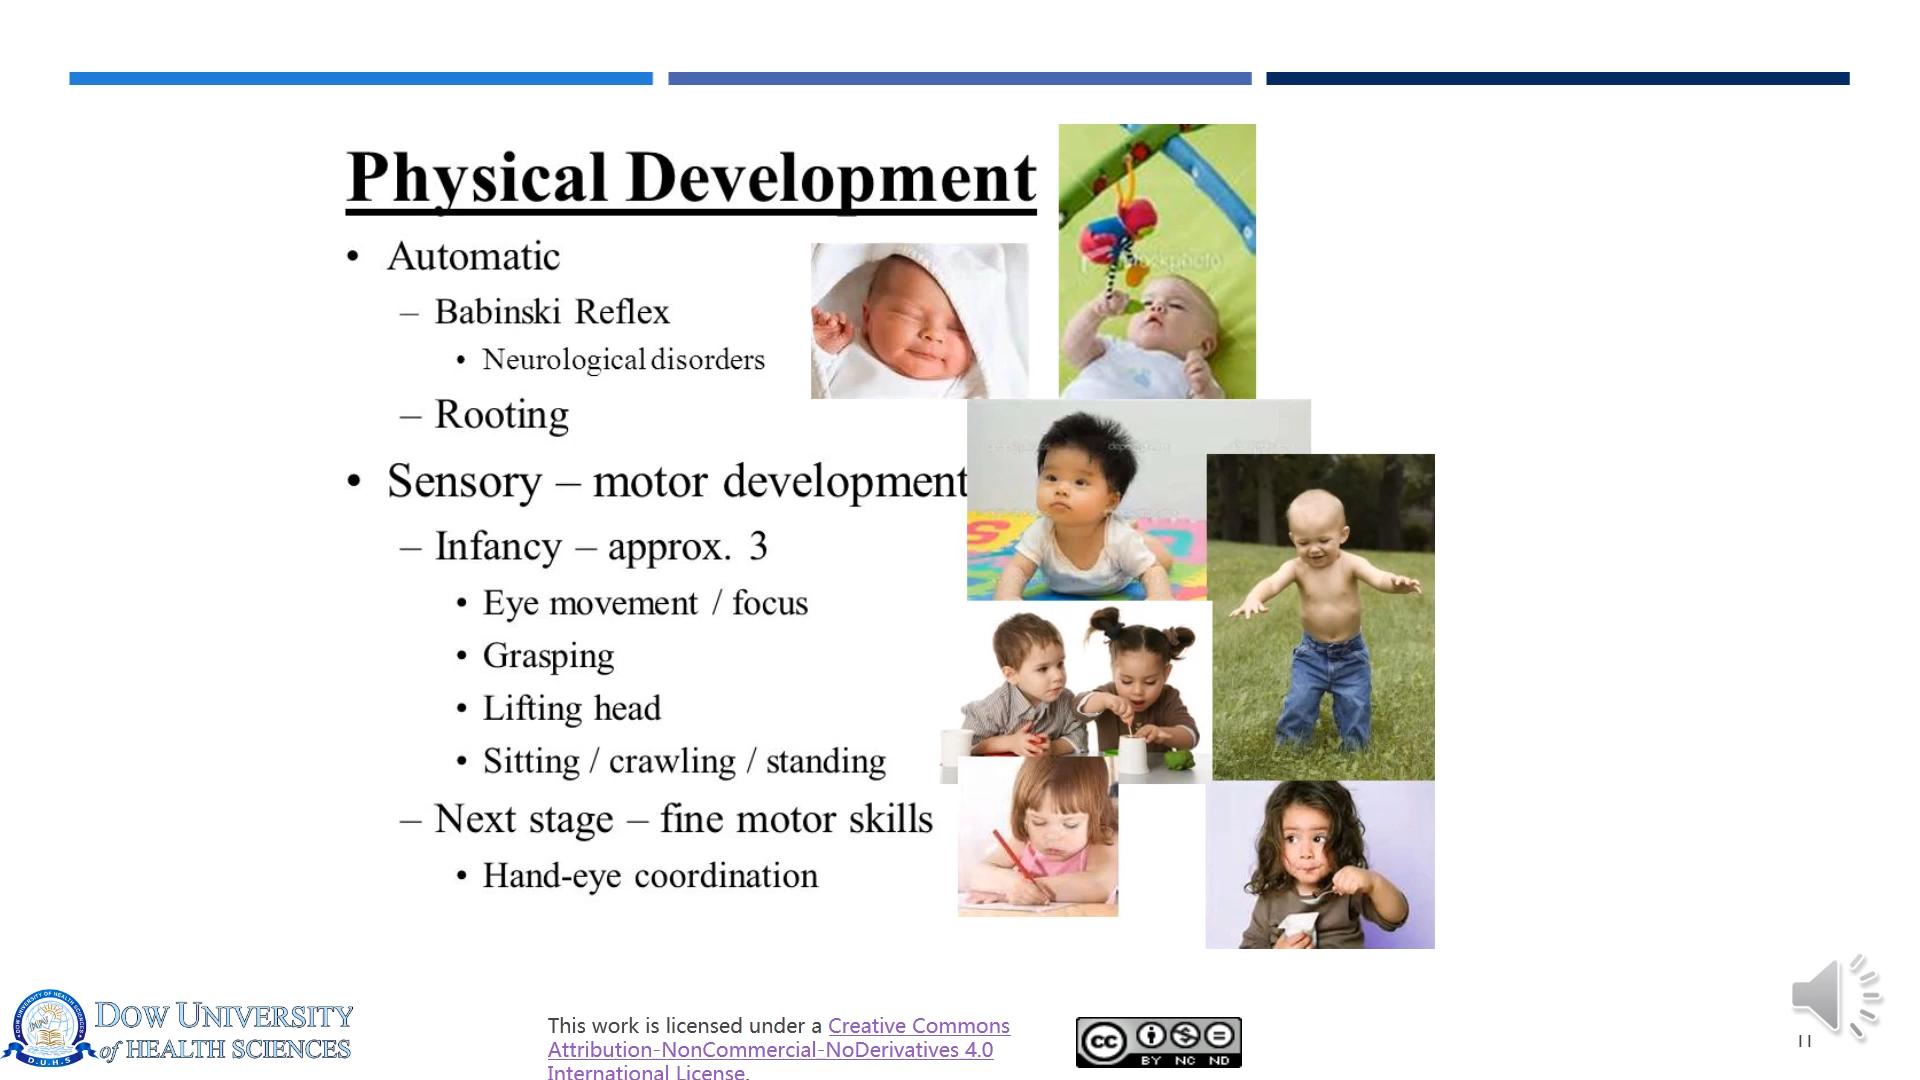 Physical Development
• Automatic
– Babinski Reflex
• Neurological disorders
– Rooting
• Sensory – motor development
– Infancy – approx. 3
• Eye movement / focus
• Grasping
• Lifting head
• Sitting / crawling / standing
– Next stage – fine motor skills
• Hand-eye coordination
DOW UNIVERSITY
of HEALTH SCIENCES
D.U.H.S
This work is licensed under a Creative Commons
Attribution-NonCommercial-NoDerivatives 4.0
International License.
cc
BY NC ND
11